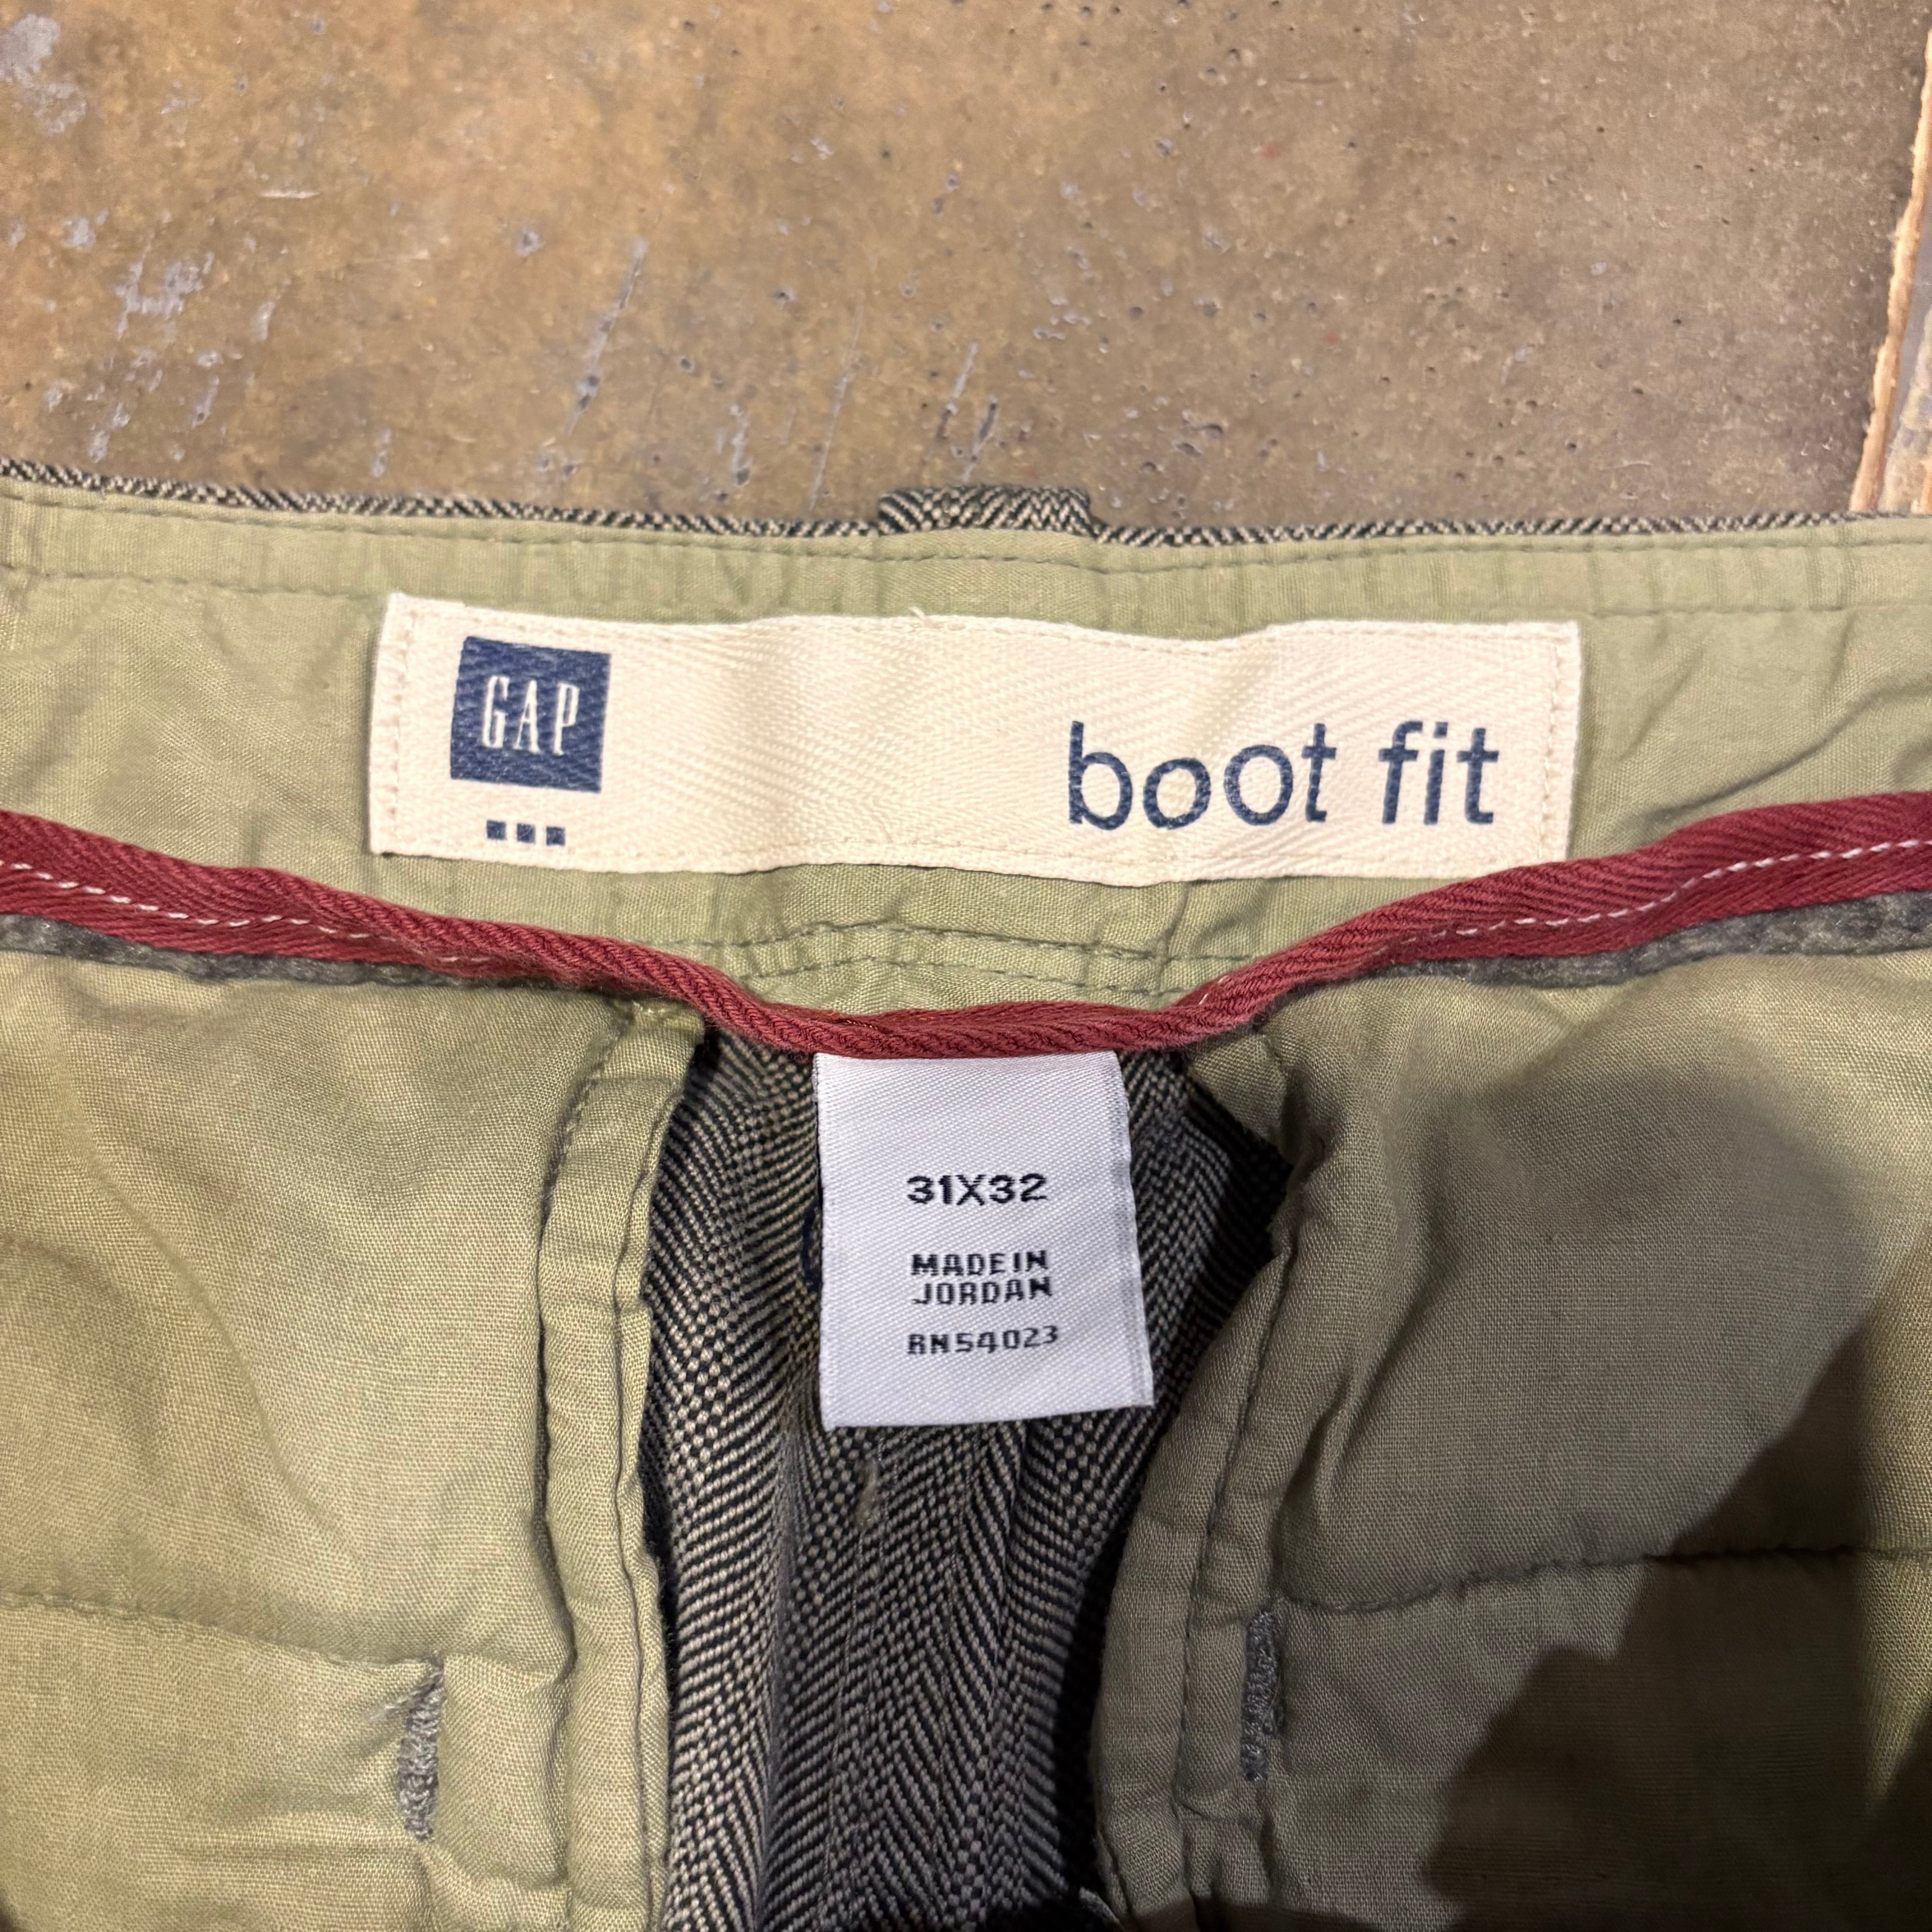 GAP
boot fit
31X32
MADE IN
JORDAN
RN54023